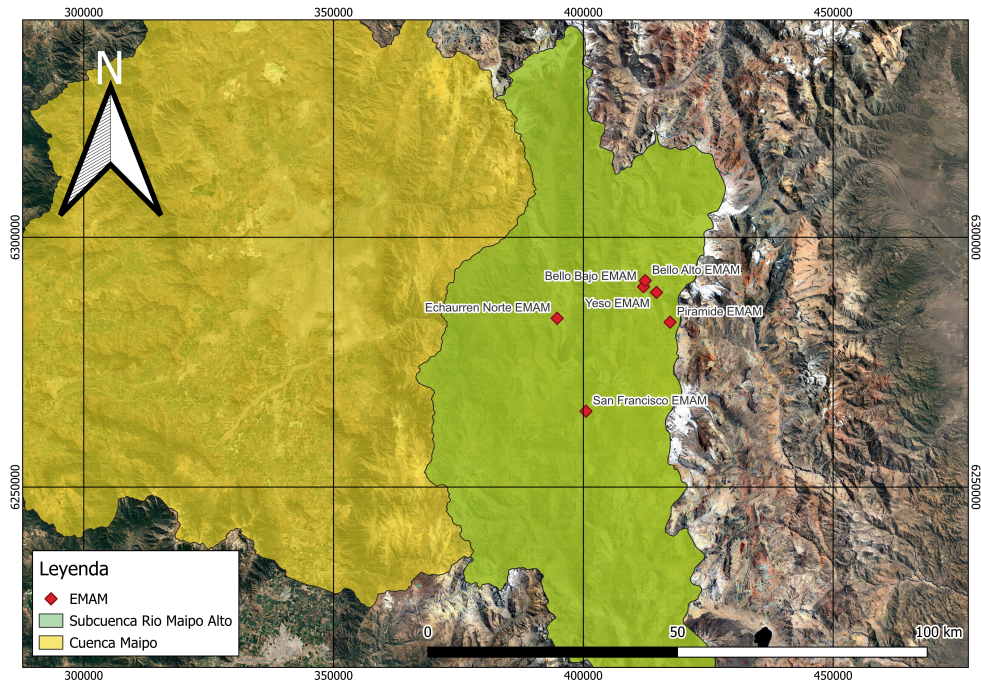 300000 350000 400000 450000
N
6300000 6300000
Bello Bajo EMAM Bello Alto EMAM
Yeso EMAM
Echaurren Norte EMAM Piramide EMAM
San Francisco EMAM
6250000 6250000
Leyenda
EMAM
Subcuenca Rio Maipo Alto
Cuenca Maipo
0 50 100 km
300000 350000 400000 450000